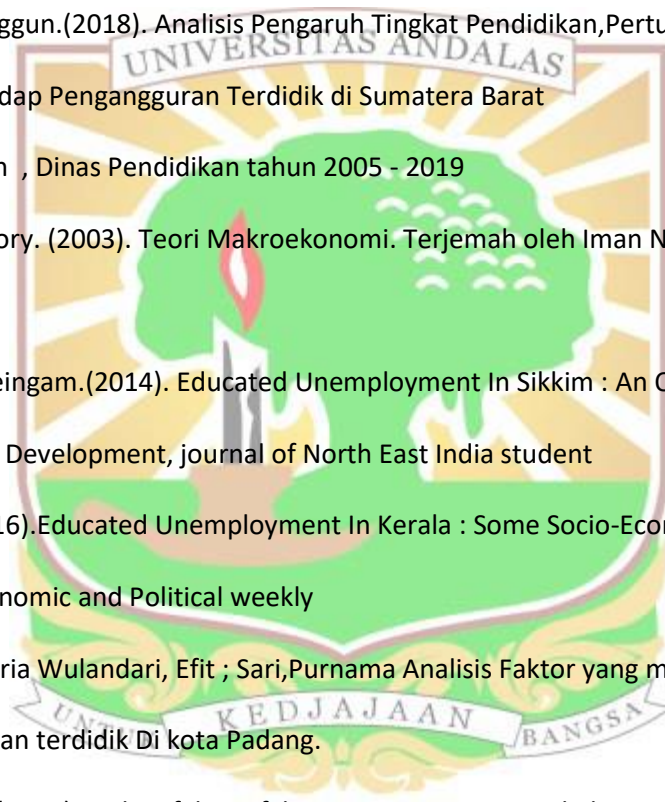 ggun.(2018). Analisis Pengaruh Tingkat Pendidikan,Pertu
UNIVERSITAS ANDALAS
dap Pengangguran Terdidik di Sumatera Barat
n , Dinas Pendidikan tahun 2005 - 2019
ory. (2003). Teori Makroekonomi. Terjemah oleh Iman N
eingam.(2014). Educated Unemployment In Sikkim : An O
Development, journal of North East India student
16).Educated Unemployment In Kerala : Some Socio-Econ
nomic and Political weekly
ria Wulandari, Efit ; Sari,Purnama Analisis Faktor yang m
UNTUK KEDJAJAAN BANGSA
an terdidik Di kota Padang.